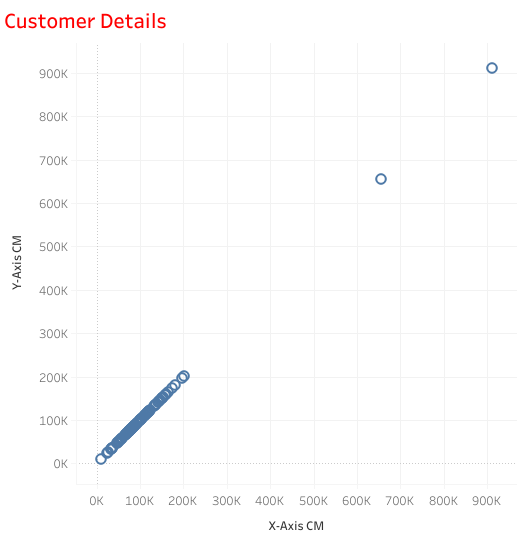 Customer Details
900K
800K
700K
600K
500K
400K
300K
200K
100K
0K
Y-Axis CM
0K 100K 200K 300K 400K 500K 600K 700K 800K 900K
X-Axis CM